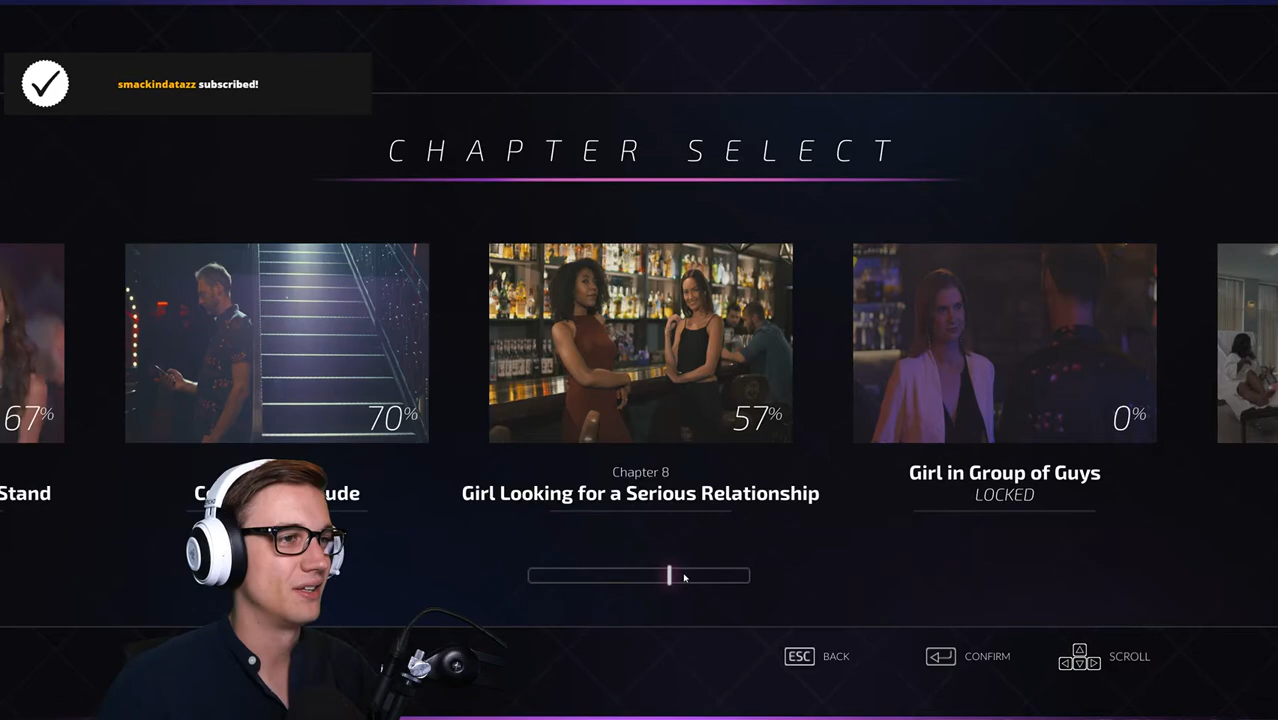 smackindatazz subscribed!
CHAPTER SELECT
67%
70%
57%
0%
Stand
Chapter 8
Girl Looking for a Serious Relationship
Girl in Group of Guys
LOCKED
ESC BACK
CONFIRM
SCROLL